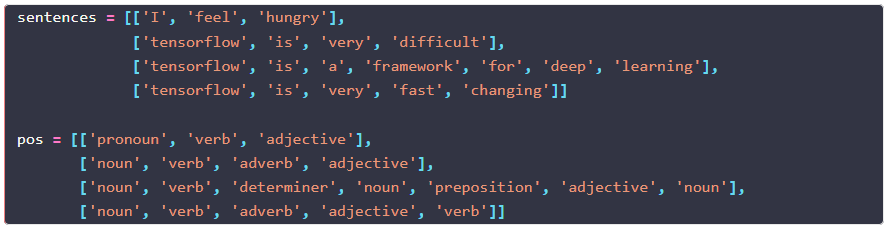 sentences = [['I', 'feel', 'hungry'],
             ['tensorflow', 'is', 'very', 'difficult'],
             ['tensorflow', 'is', 'a', 'framework', 'for', 'deep', 'learning'],
             ['tensorflow', 'is', 'very', 'fast', 'changing']]

pos = [['pronoun', 'verb', 'adjective'],
       ['noun', 'verb', 'adverb', 'adjective'],
       ['noun', 'verb', 'determiner', 'noun', 'preposition', 'adjective', 'noun'],
       ['noun', 'verb', 'adverb', 'adjective', 'verb']]